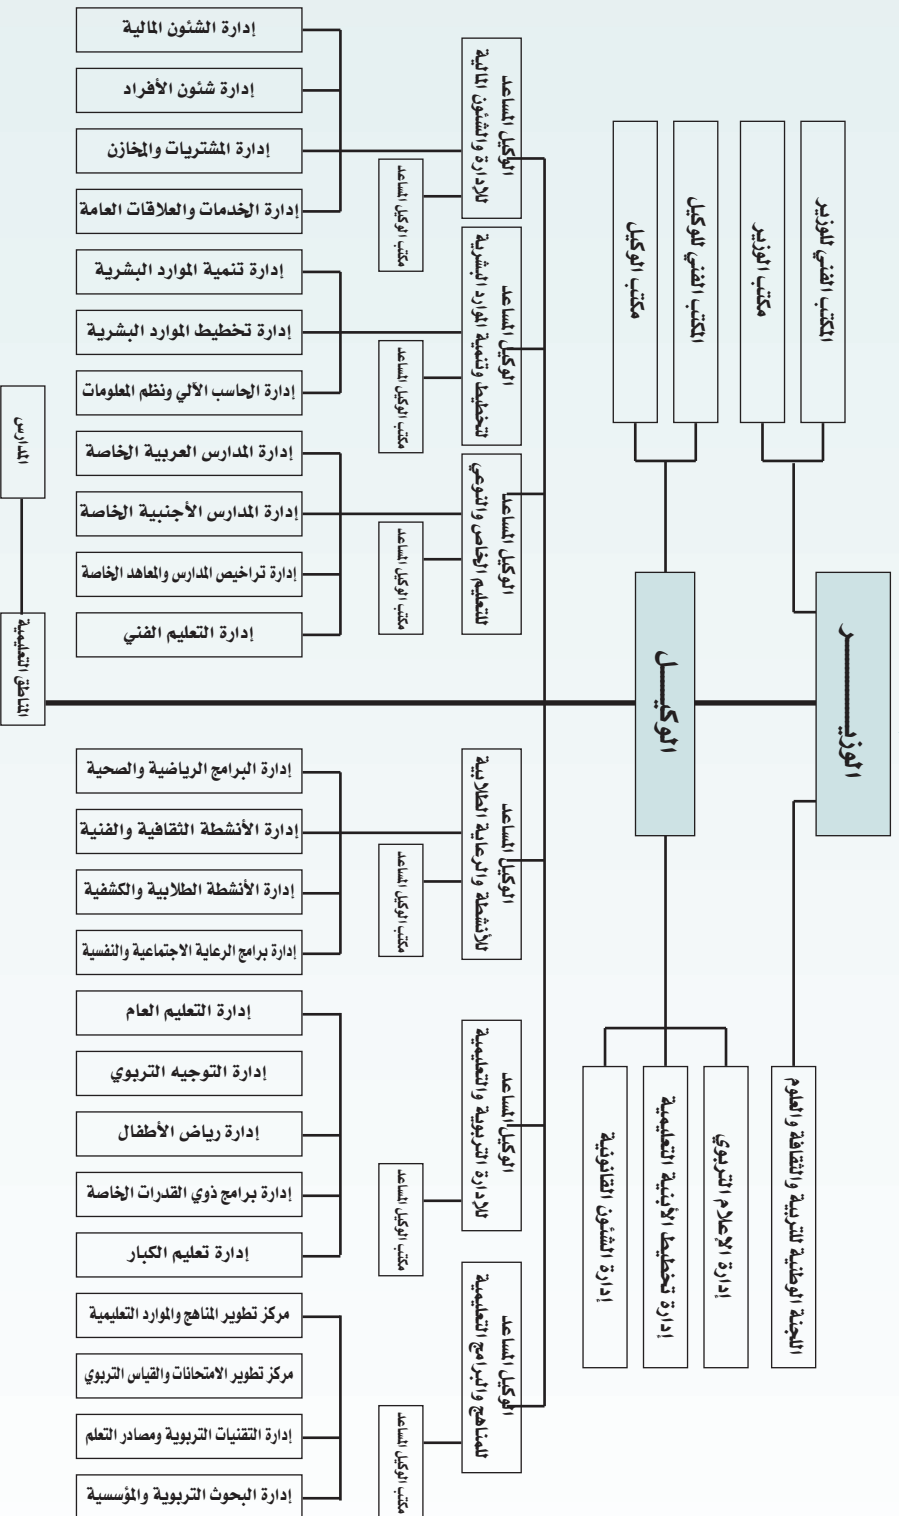 الوزيـــــــــر
المكتب الفني للوزير
مكتب الوزير
اللجنة الوطنية للتربية والثقافة والعلوم
الوكيـــــل
المكتب الفني للوكيل
مكتب الوكيل
إدارة الإعلام التربوي
إدارة تخطيط الأبنية التعليمية
إدارة الشئون القانونية
الوكيل المساعد
للإدارة والشئون المالية
مكتب الوكيل المساعد
إدارة الشئون المالية
إدارة شئون الأفراد
إدارة المشتريات والمخازن
إدارة الخدمات والعلاقات العامة
الوكيل المساعد
لتخطيط وتنمية الموارد البشرية
مكتب الوكيل المساعد
إدارة تنمية الموارد البشرية
إدارة تخطيط الموارد البشرية
إدارة الحاسب الآلي ونظم المعلومات
الوكيل المساعد
للتعليم الخاص والنوعي
مكتب الوكيل المساعد
إدارة المدارس العربية الخاصة
إدارة المدارس الأجنبية الخاصة
إدارة تراخيص المدارس والمعاهد الخاصة
إدارة التعليم الفني
المناطق التعليمية
المدارس
الوكيل المساعد
للأنشطة والرعاية الطلابية
مكتب الوكيل المساعد
إدارة البرامج الرياضية والصحية
إدارة الأنشطة الثقافية والفنية
إدارة الأنشطة الطلابية والكشفية
إدارة برامج الرعاية الاجتماعية والنفسية
الوكيل المساعد
للإدارة التربوية والتعليمية
مكتب الوكيل المساعد
إدارة التعليم العام
إدارة التوجيه التربوي
إدارة رياض الأطفال
إدارة برامج ذوي القدرات الخاصة
إدارة تعليم الكبار
الوكيل المساعد
للمناهج والبرامج التعليمية
مكتب الوكيل المساعد
مركز تطوير المناهج والموارد التعليمية
مركز تطوير الامتحانات والقياس التربوي
إدارة التقنيات التربوية ومصادر التعلم
إدارة البحوث التربوية والمؤسسية